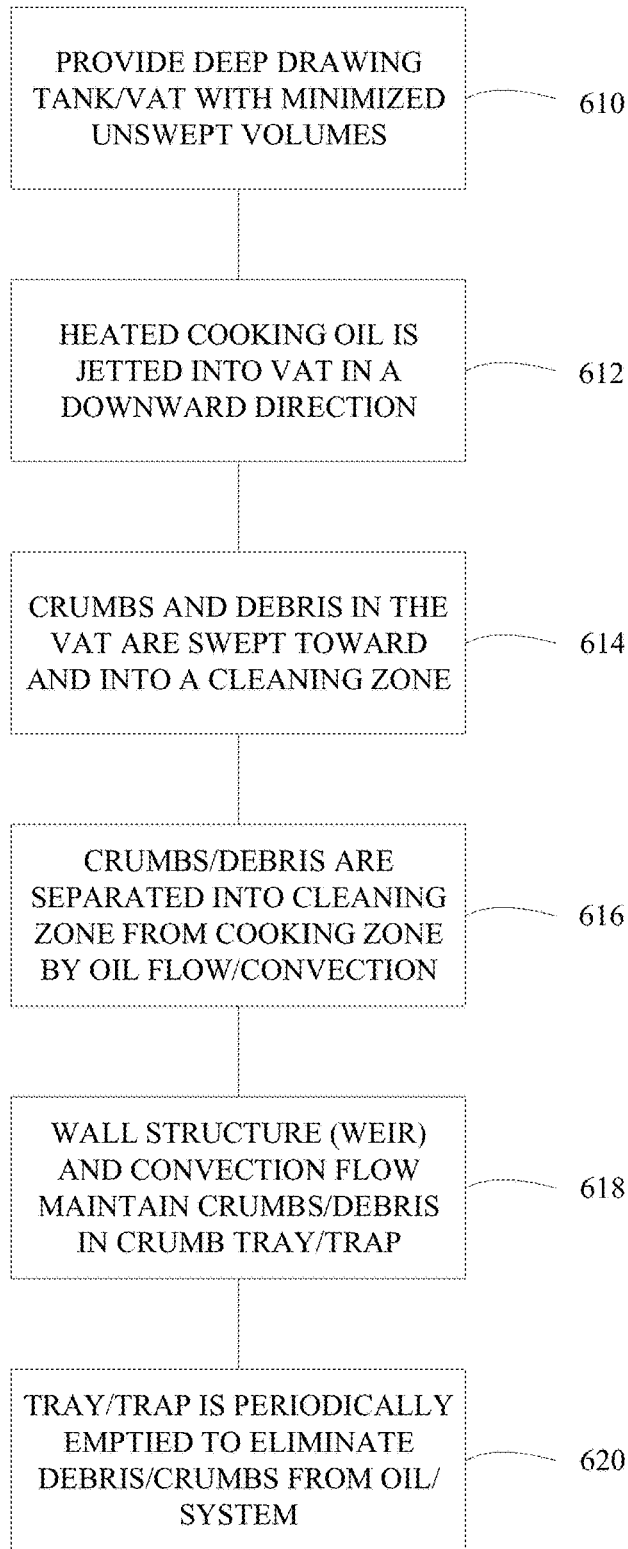 PROVIDE DEEP DRAWING
TANK/VAT WITH MINIMIZED
UNSWEPT VOLUMES
610
HEATED COOKING OIL IS
JETTED INTO VAT IN A
DOWNWARD DIRECTION
612
CRUMBS AND DEBRIS IN THE
VAT ARE SWEPT TOWARD
AND INTO A CLEANING ZONE
614
CRUMBS/DEBRIS ARE
SEPARATED INTO CLEANING
ZONE FROM COOKING ZONE
BY OIL FLOW/CONVECTION
616
WALL STRUCTURE (WEIR)
AND CONVECTION FLOW
MAINTAIN CRUMBS/DEBRIS
IN CRUMB TRAY/TRAP
618
TRAY/TRAP IS PERIODICALLY
EMPTIED TO ELIMINATE
DEBRIS/CRUMBS FROM OIL/
SYSTEM
620